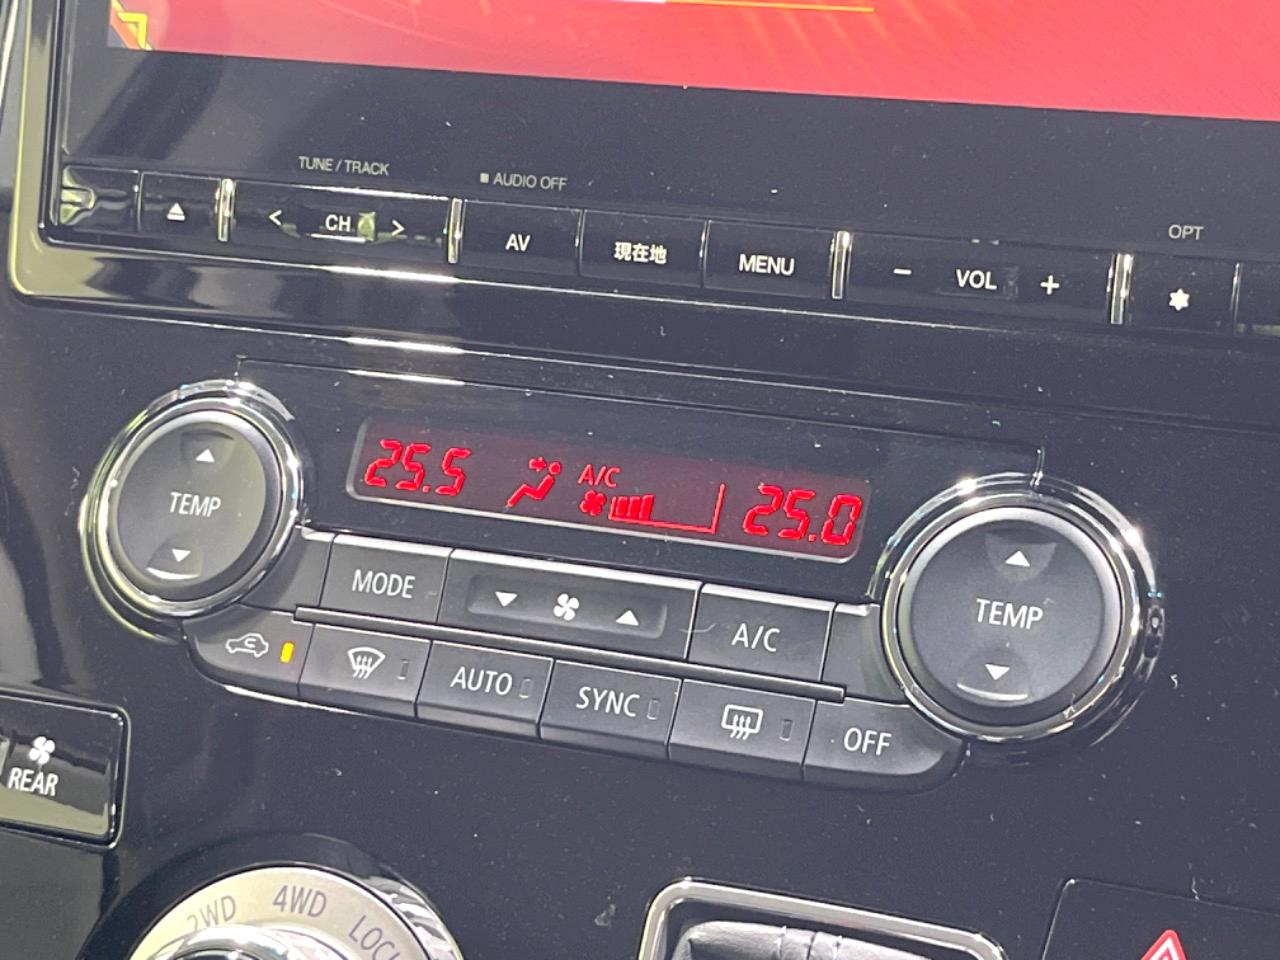 TUNE / TRACK
AUDIO OFF
OPT
< CH >
AV
現在地
MENU
− VOL +
25.5
A/C
25.0
TEMP
TEMP
MODE
A/C
AUTO
SYNC
OFF
REAR
2WD
4WD
LOCK